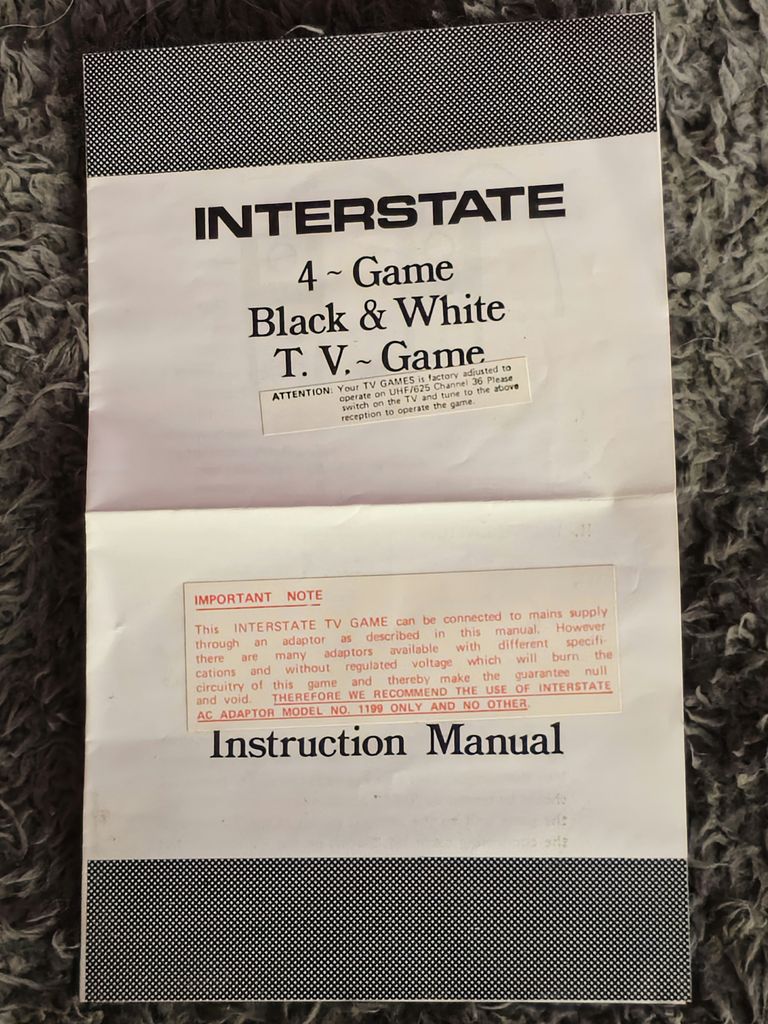 INTERSTATE
4 ~ Game
Black & White
T. V. ~ Game
ATTENTION: Your TV GAMES is factory adjusted to
operate on UHF/625 Channel 36 Please
switch on the TV and tune to the above
reception to operate the game.
IMPORTANT NOTE
This INTERSTATE TV GAME can be connected to mains supply
through an adaptor as described in this manual. However
there are many adaptors available with different specifi-
cations and without regulated voltage which will burn the
circuitry of this game and thereby make the guarantee null
and void. THEREFORE WE RECOMMEND THE USE OF INTERSTATE
AC ADAPTOR MODEL NO. 1199 ONLY AND NO OTHER.
Instruction Manual